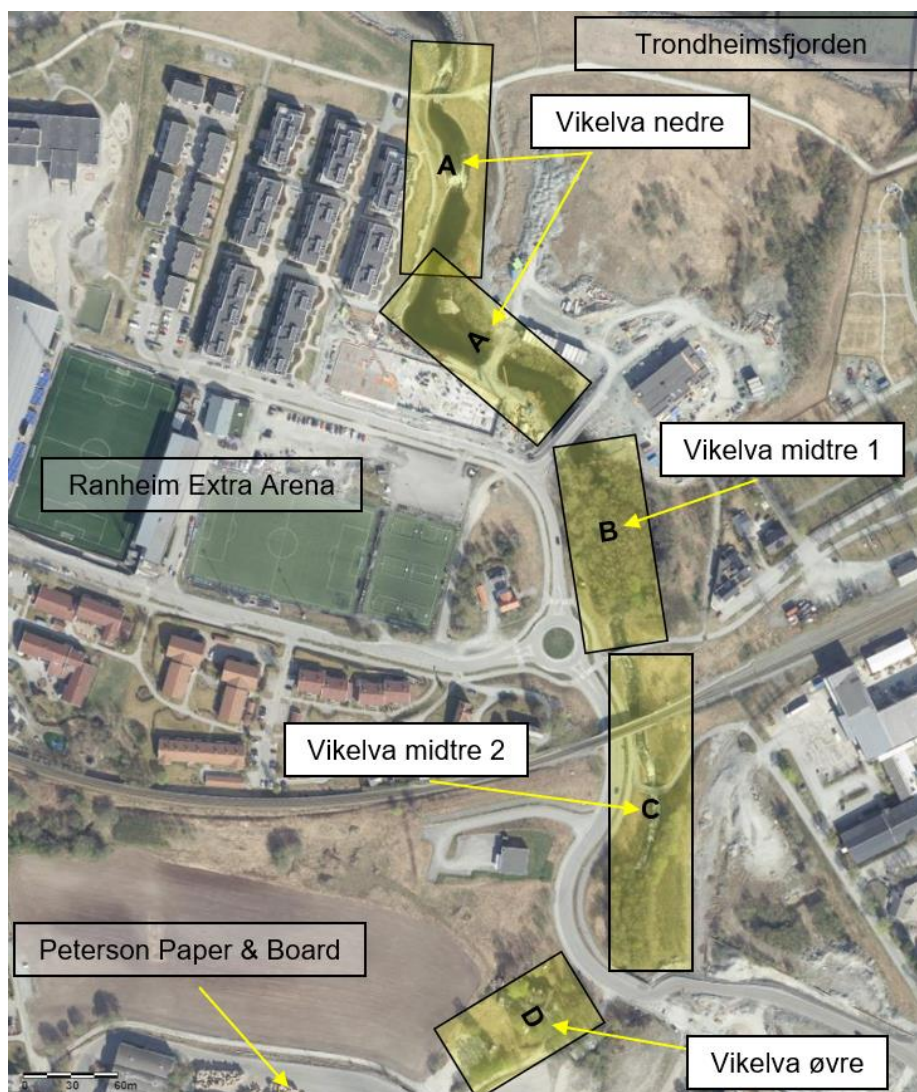 Trondheimsfjorden
Vikelva nedre
A
A
Vikelva midtre 1
Ranheim Extra Arena
B
Vikelva midtre 2
C
Peterson Paper & Board
D
Vikelva øvre
0 30 60m